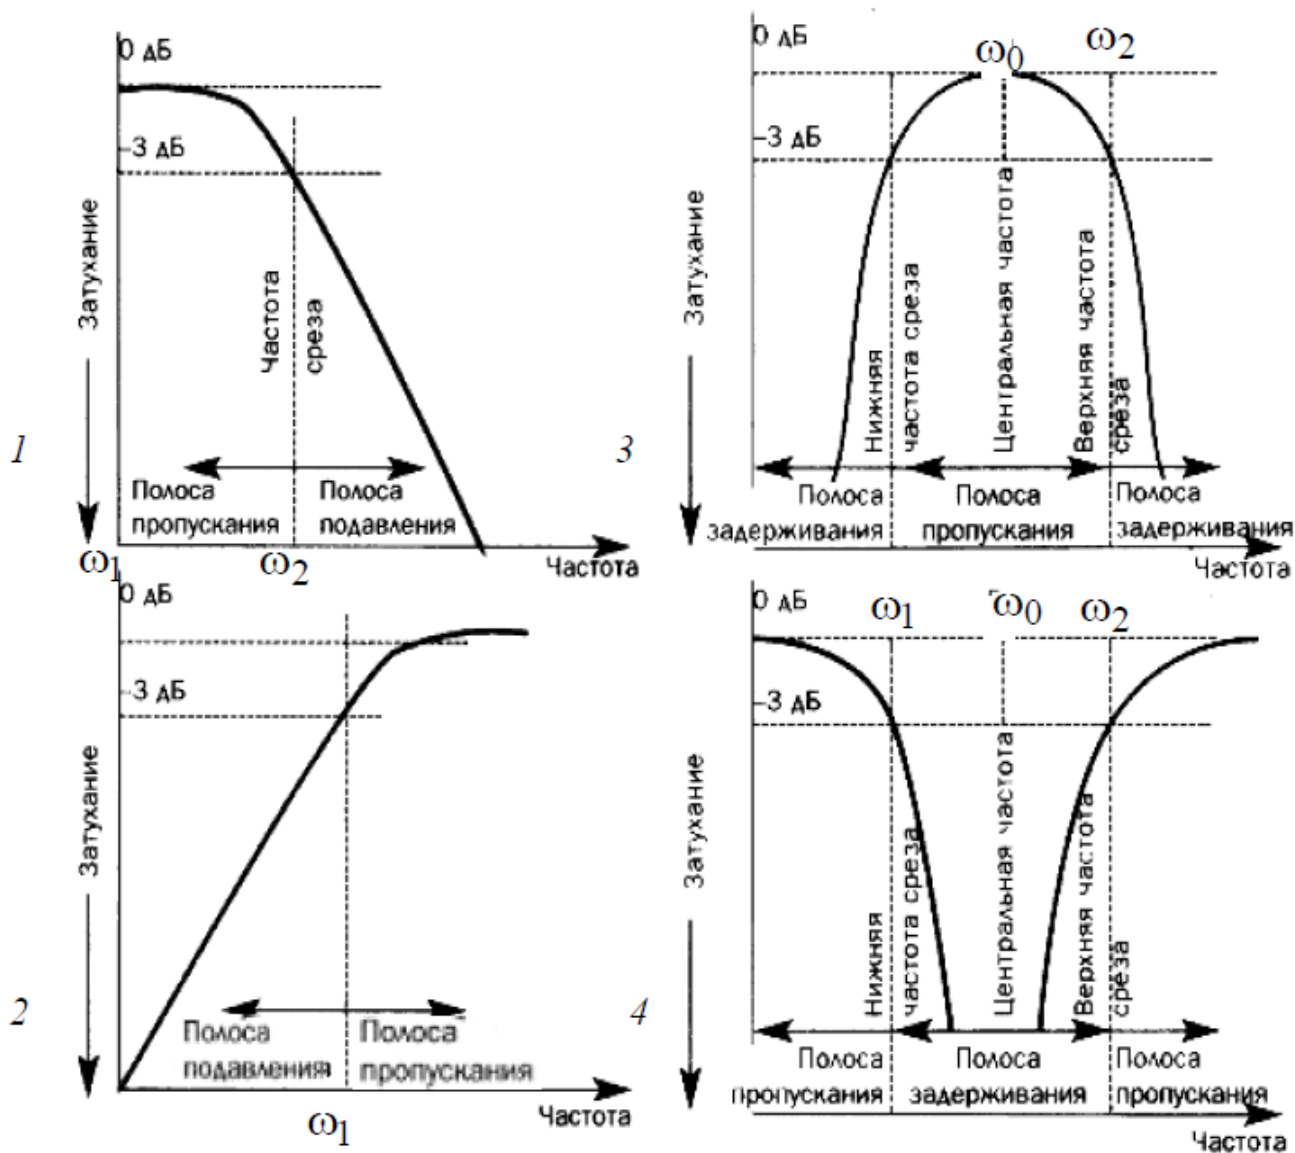 0 дБ
–3 дБ
Затухание
Частота
среза
1
Полоса
пропускания
Полоса
подавления
ω1
ω2
Частота
0 дБ
–3 дБ
Затухание
2
Полоса
подавления
Полоса
пропускания
Частота
ω1
0 дБ
ω0
ω2
–3 дБ
Затухание
Нижняя
частота среза
Центральная частота
Верхняя частота
среза
3
Полоса
задерживания
Полоса
пропускания
Полоса
задерживания
Частота
0 дБ
ω1
ω0
ω2
–3 дБ
Затухание
Нижняя
частота среза
Центральная частота
Верхняя частота
среза
4
Полоса
пропускания
Полоса
задерживания
Полоса
пропускания
Частота